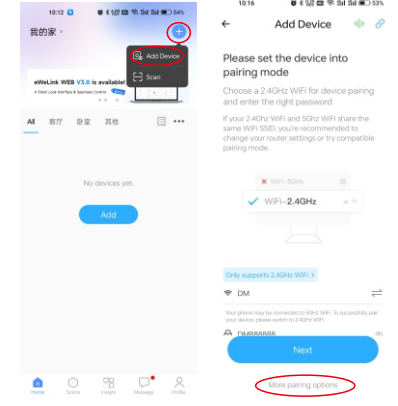 10:12
54%
我的家 >
Add Device
Scan
eWeLink WEB V3.0 is available!
A Fresh Look Interface & Seamless Control
All 客厅 卧室 其他
No devices yet.
Add
Home Scene Insight Message Profile
10:16
53%
Add Device
Please set the device into
pairing mode
Choose a 2.4GHz WiFi for device pairing
and enter the right password
If your 2.4Ghz WiFi and 5Ghz WiFi share the
same WiFi SSID, you're recommended to
change your router settings or try compatible
pairing mode.
WiFi-5GHz
WiFi-2.4GHz
Only supports 2.4GHz WiFi >
DM
Your phone may be connected to 5GHz WiFi. To successfully pair
your device, please switch to 2.4GHz WiFi.
DM888888
Next
More pairing options